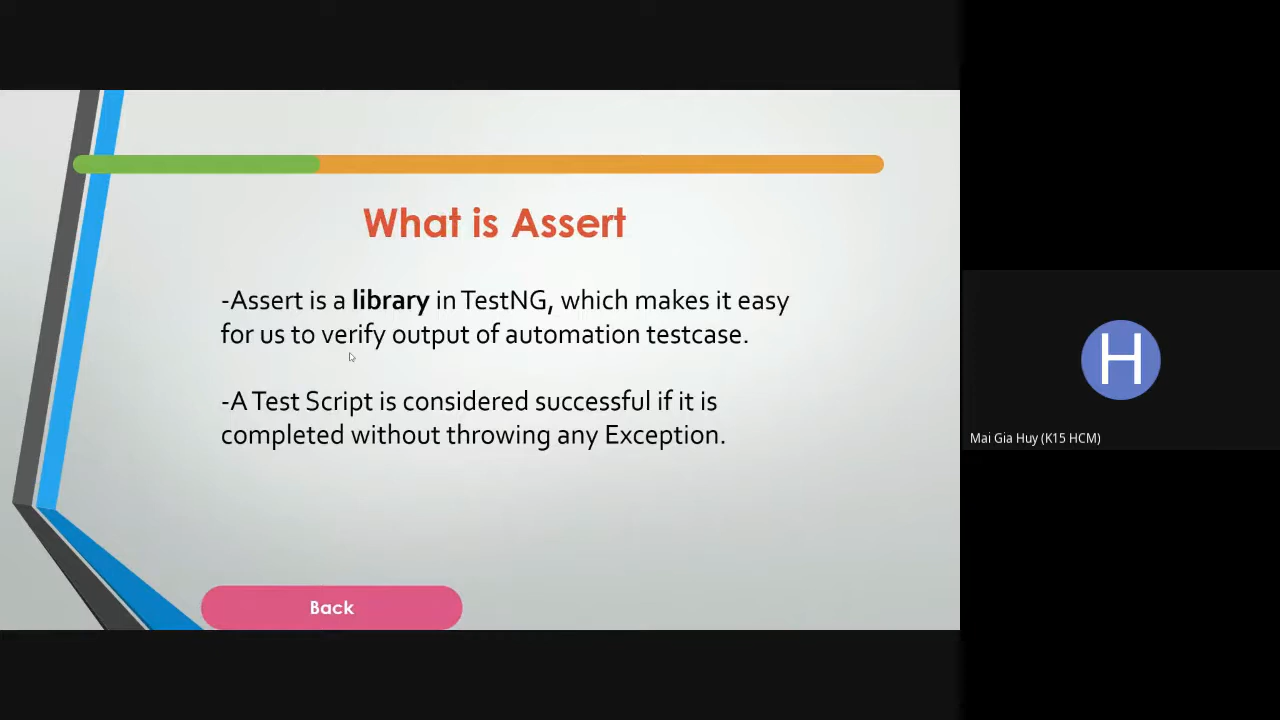 What is Assert
-Assert is a library in TestNG, which makes it easy
for us to verify output of automation testcase.
-A Test Script is considered successful if it is
completed without throwing any Exception.
Back
H
Mai Gia Huy (K15 HCM)